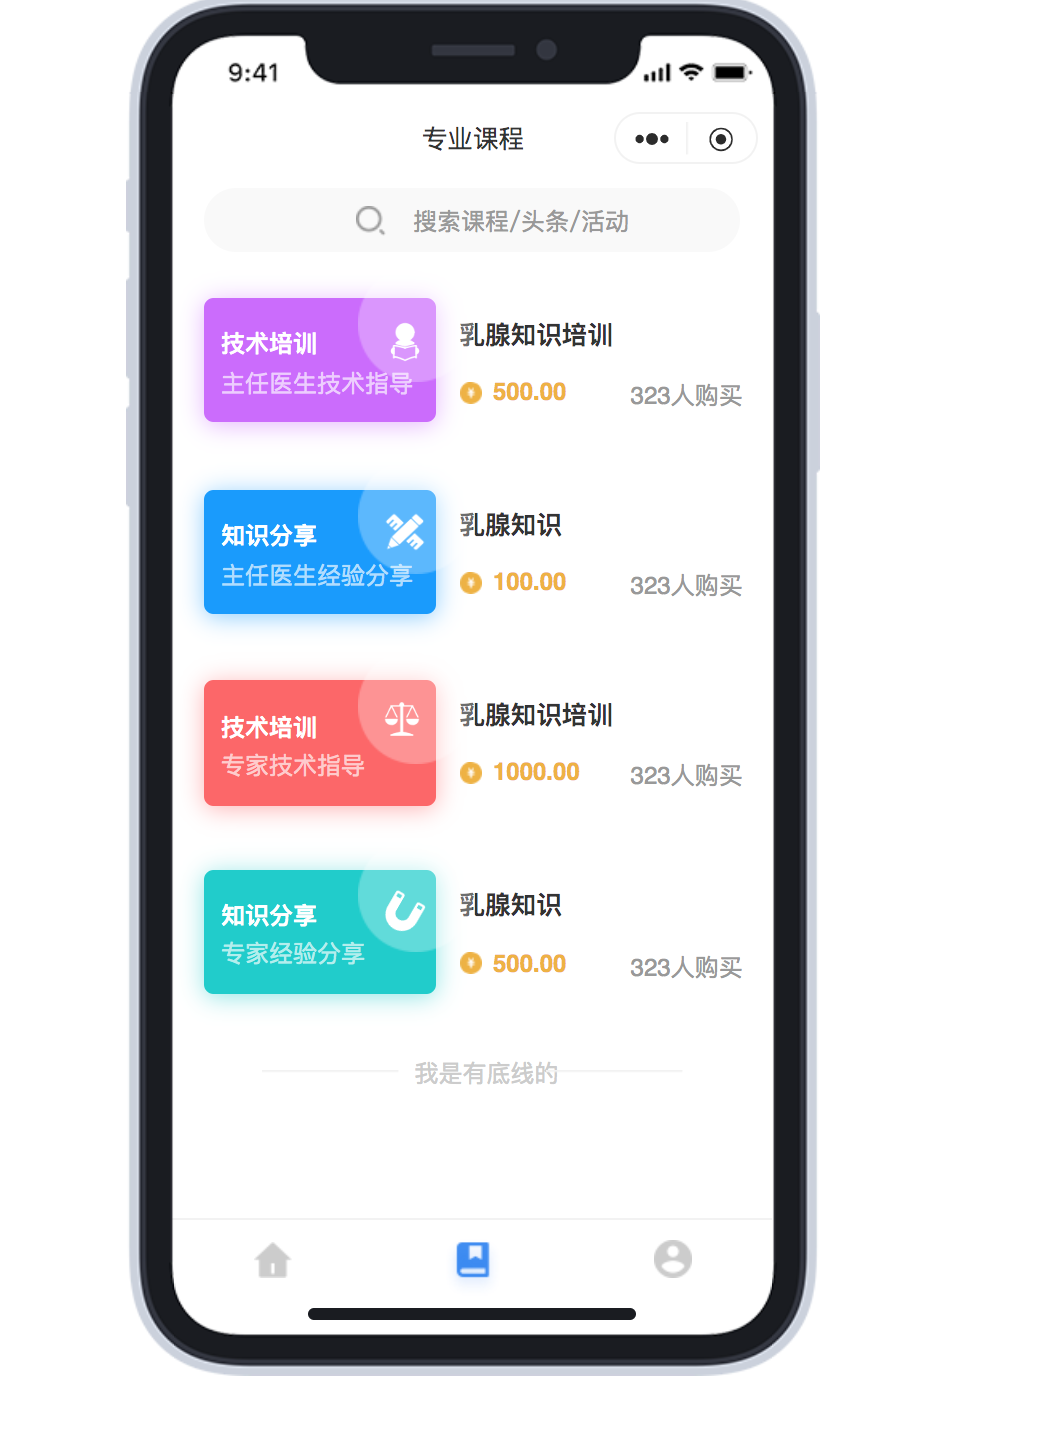 9:41
专业课程
搜索课程/头条/活动
技术培训
主任医生技术指导
乳腺知识培训
500.00
323人购买
知识分享
主任医生经验分享
乳腺知识
100.00
323人购买
技术培训
专家技术指导
乳腺知识培训
1000.00
323人购买
知识分享
专家经验分享
乳腺知识
500.00
323人购买
我是有底线的